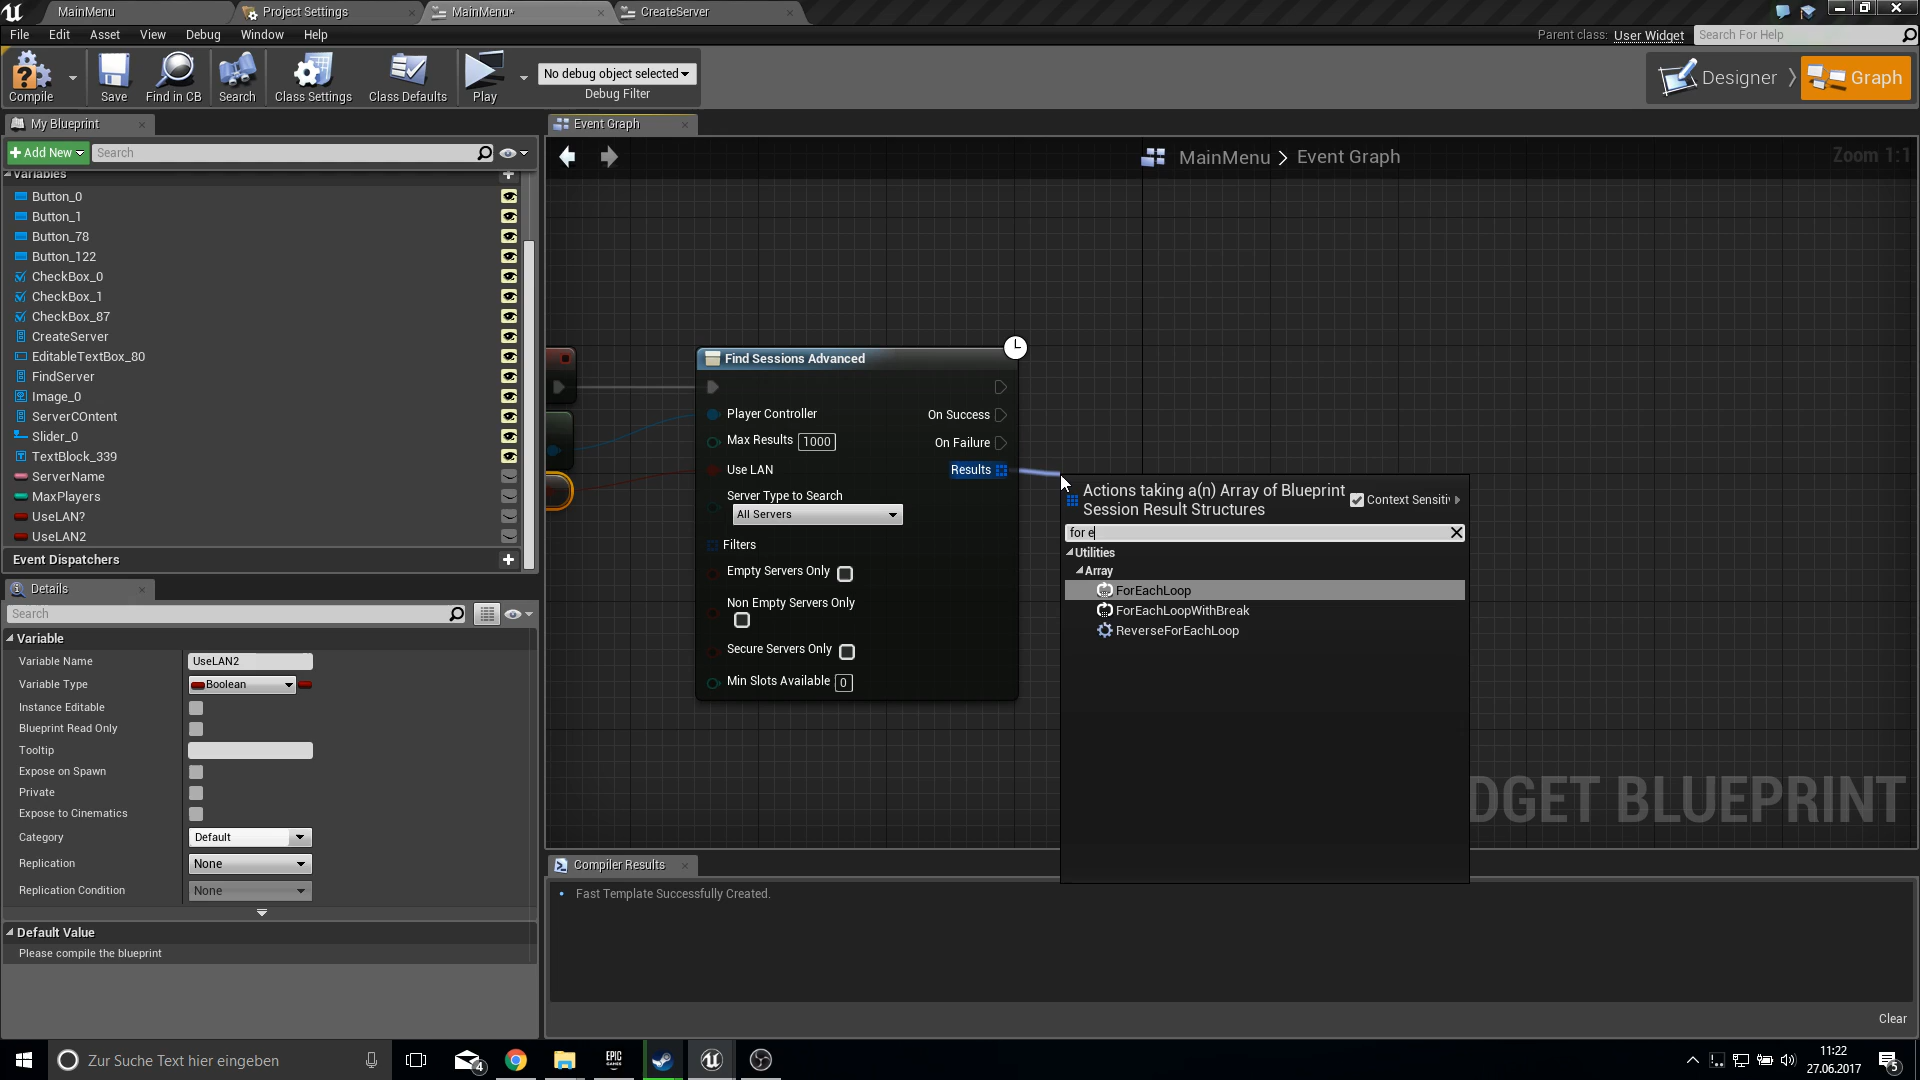 MainMenu
Project Settings
MainMenu*
CreateServer
File Edit Asset View Debug Window Help
Parent class: User Widget
Search For Help
Compile
Save
Find in CB
Search
Class Settings
Class Defaults
Play
No debug object selected
Debug Filter
Designer
Graph
My Blueprint
Event Graph
Add New
Search
MainMenu > Event Graph
Zoom 1:1
Variables
Button_0
Button_1
Button_78
Button_122
CheckBox_0
CheckBox_1
CheckBox_87
CreateServer
EditableTextBox_80
FindServer
Image_0
ServerCOntent
Slider_0
TextBlock_339
ServerName
MaxPlayers
UseLAN?
UseLAN2
Event Dispatchers
Find Sessions Advanced
Player Controller
On Success
Max Results 1000
On Failure
Use LAN
Results
Server Type to Search
All Servers
Filters
Empty Servers Only
Non Empty Servers Only
Secure Servers Only
Min Slots Available 0
Actions taking a(n) Array of Blueprint
Session Result Structures
Context Sensitiv
for e
Utilities
Array
ForEachLoop
ForEachLoopWithBreak
ReverseForEachLoop
DGET BLUEPRINT
Details
Search
Variable
Variable Name UseLAN2
Variable Type Boolean
Instance Editable
Blueprint Read Only
Tooltip
Expose on Spawn
Private
Expose to Cinematics
Category Default
Replication None
Replication Condition None
Default Value
Please compile the blueprint
Compiler Results
Fast Template Successfully Created.
Clear
Zur Suche Text hier eingeben
4
EPIC
GAMES
11:22
27.06.2017
5